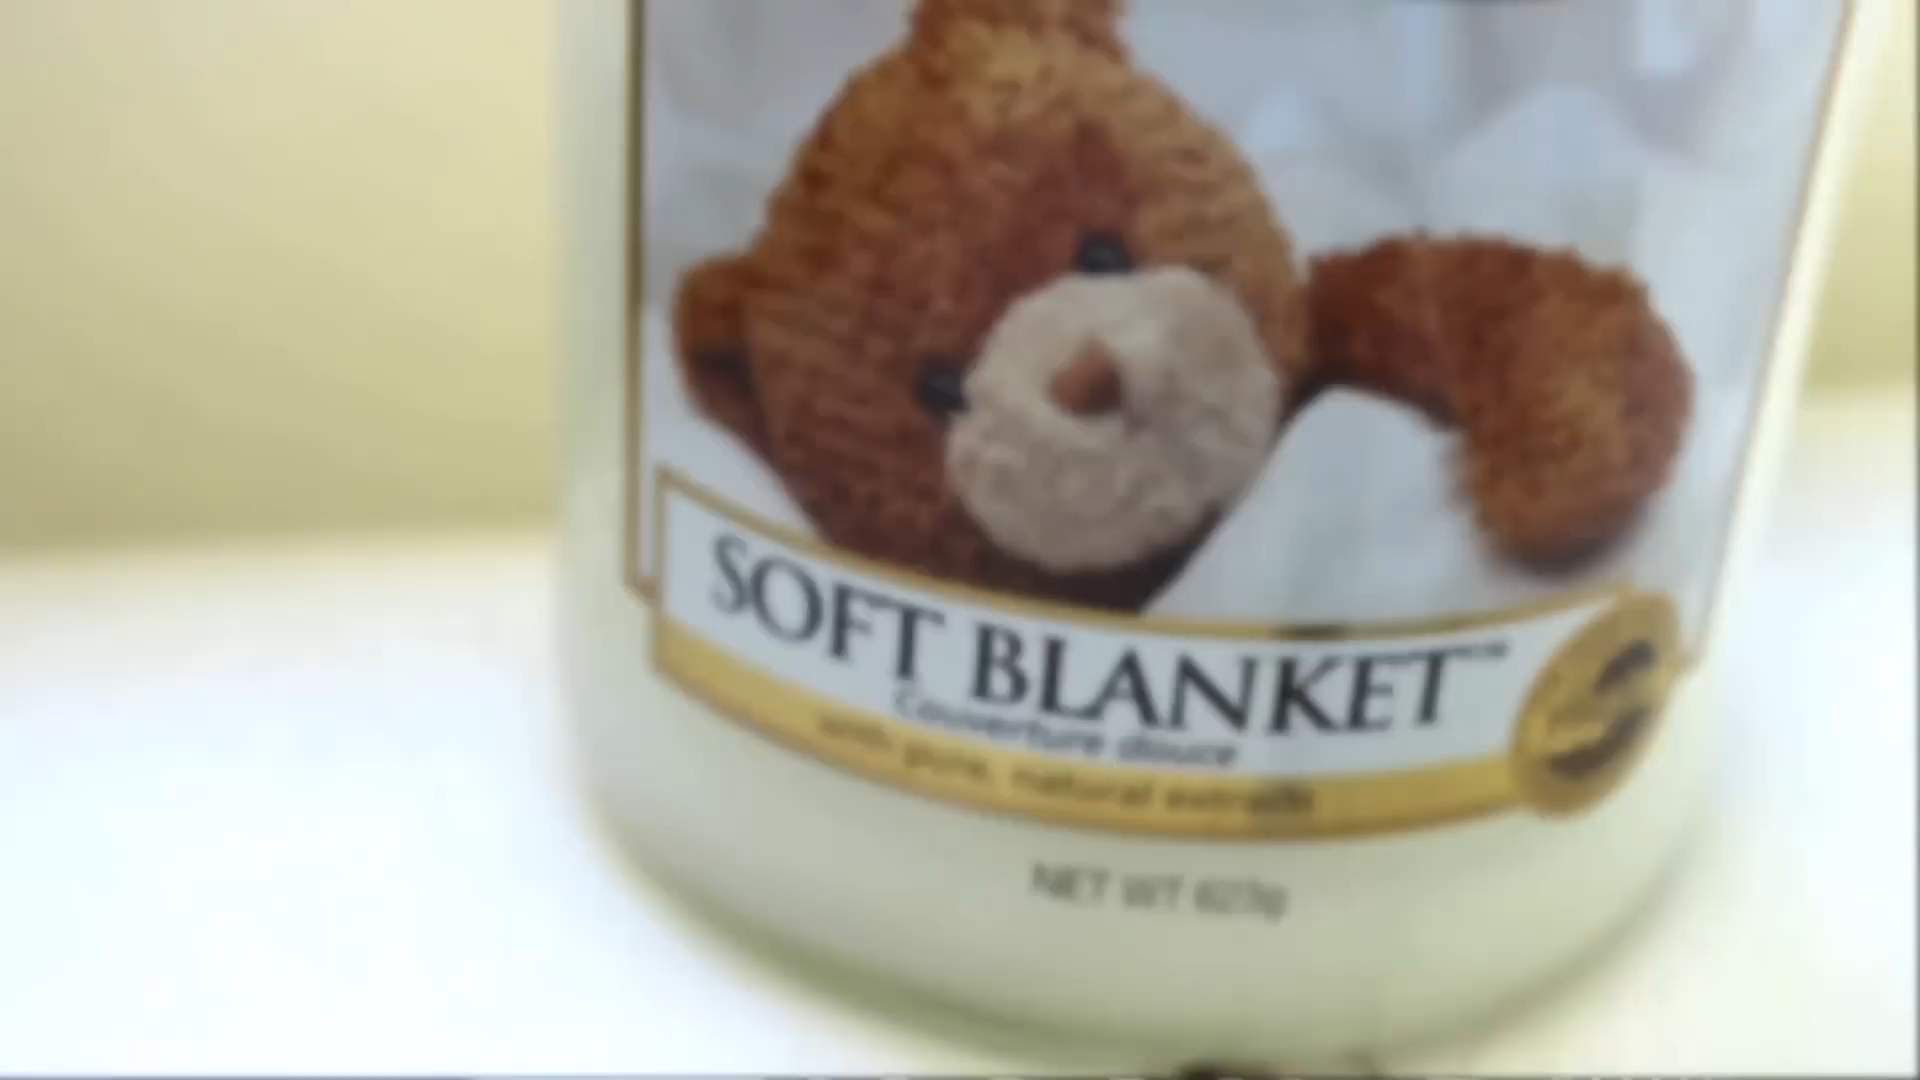 SOFT BLANKET™
Couverture douce
with pure, natural extracts
NET WT 623g